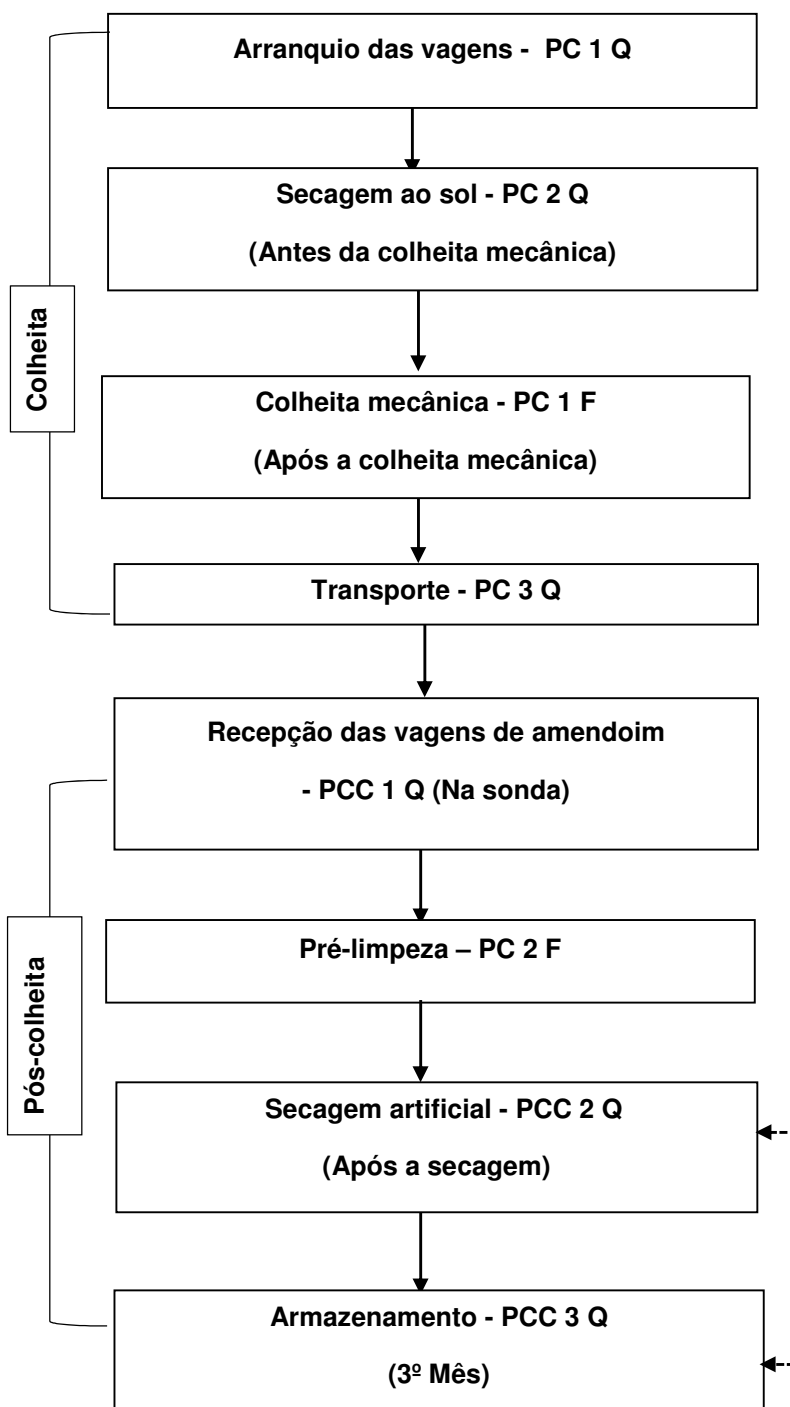 Arranquio das vagens - PC 1 Q
Secagem ao sol - PC 2 Q
(Antes da colheita mecânica)
Colheita
Colheita mecânica - PC 1 F
(Após a colheita mecânica)
Transporte - PC 3 Q
Recepção das vagens de amendoim
- PCC 1 Q (Na sonda)
Pré-limpeza – PC 2 F
Pós-colheita
Secagem artificial - PCC 2 Q
(Após a secagem)
Armazenamento - PCC 3 Q
(3º Mês)